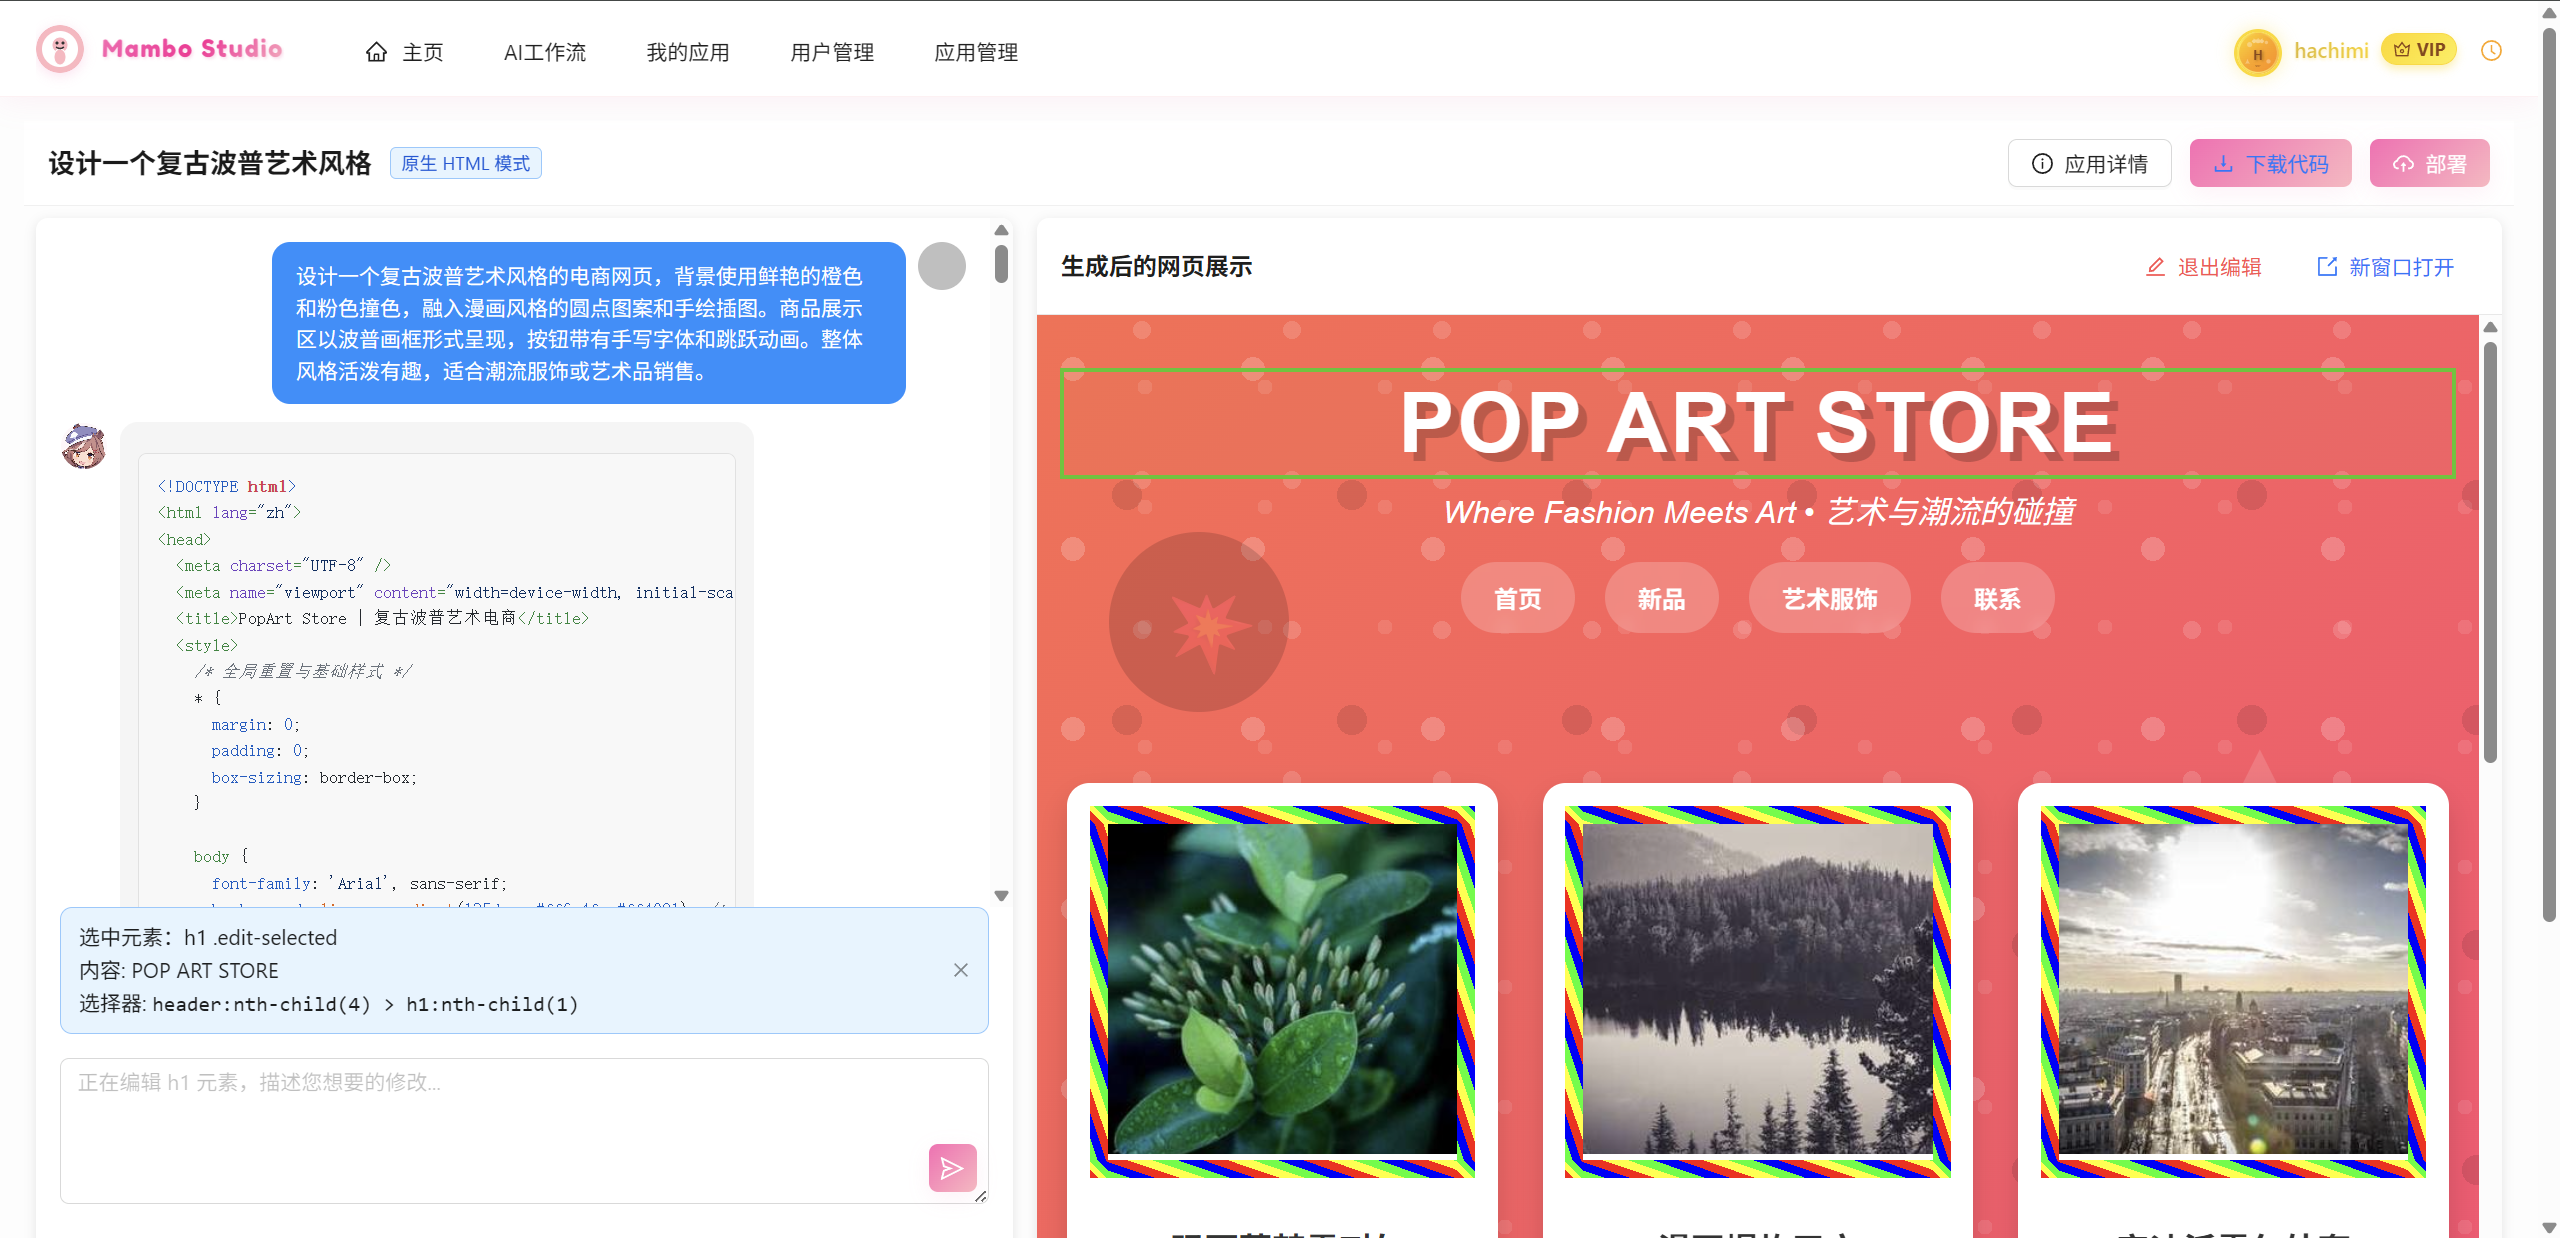 Mambo Studio
主页
AI工作流
我的应用
用户管理
应用管理
H
hachimi
VIP
设计一个复古波普艺术风格
原生 HTML 模式
应用详情
下载代码
部署
设计一个复古波普艺术风格的电商网页，背景使用鲜艳的橙色
和粉色撞色，融入漫画风格的圆点图案和手绘插图。商品展示
区以波普画框形式呈现，按钮带有手写字体和跳跃动画。整体
风格活泼有趣，适合潮流服饰或艺术品销售。
<!DOCTYPE html>
<html lang="zh">
<head>
<meta charset="UTF-8" />
<meta name="viewport" content="width=device-width, initial-sca
<title>PopArt Store | 复古波普艺术电商</title>
<style>
/* 全局重置与基础样式 */
* {
margin: 0;
padding: 0;
box-sizing: border-box;
}
body {
font-family: 'Arial', sans-serif;
选中元素：h1 .edit-selected
内容: POP ART STORE
选择器: header:nth-child(4) > h1:nth-child(1)
正在编辑 h1 元素，描述您想要的修改...
生成后的网页展示
退出编辑
新窗口打开
POP ART STORE
Where Fashion Meets Art • 艺术与潮流的碰撞
首页
新品
艺术服饰
联系